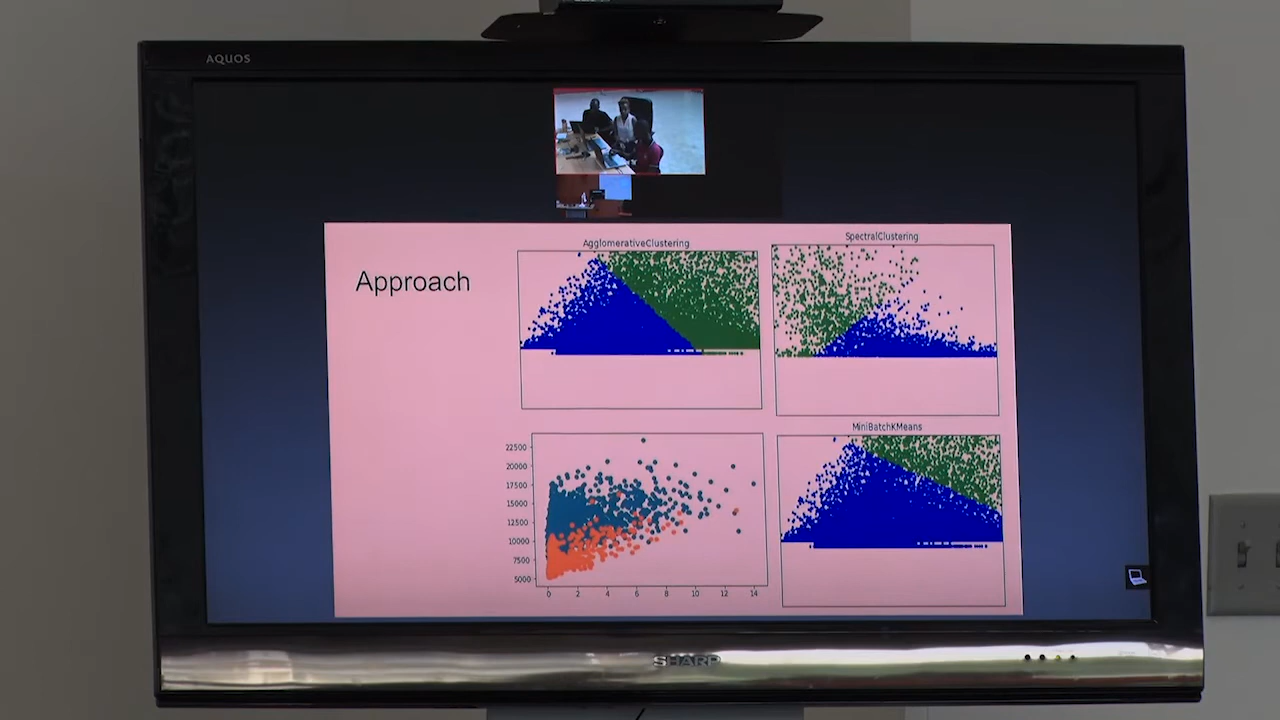 AQUOS
Approach
AgglomerativeClustering
SpectralClustering
MiniBatchKMeans
22500
20000
17500
15000
12500
10000
7500
5000
0 2 4 6 8 10 12 14
SHARP